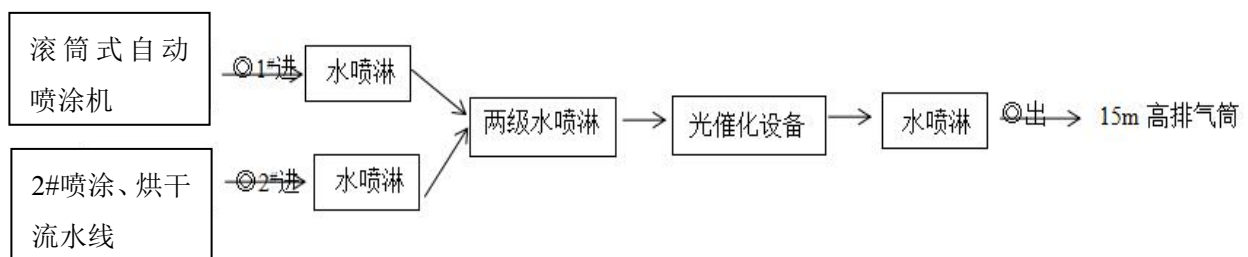 滚筒式自动
喷涂机
◎1#进
水喷淋
2#喷涂、烘干
流水线
◎2#进
水喷淋
两级水喷淋
光催化设备
水喷淋
◎出
15m 高排气筒